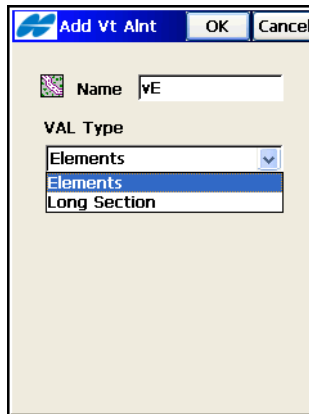 Add Vt Alnt OK Cancel
Name vE
VAL Type
Elements
Elements
Long Section